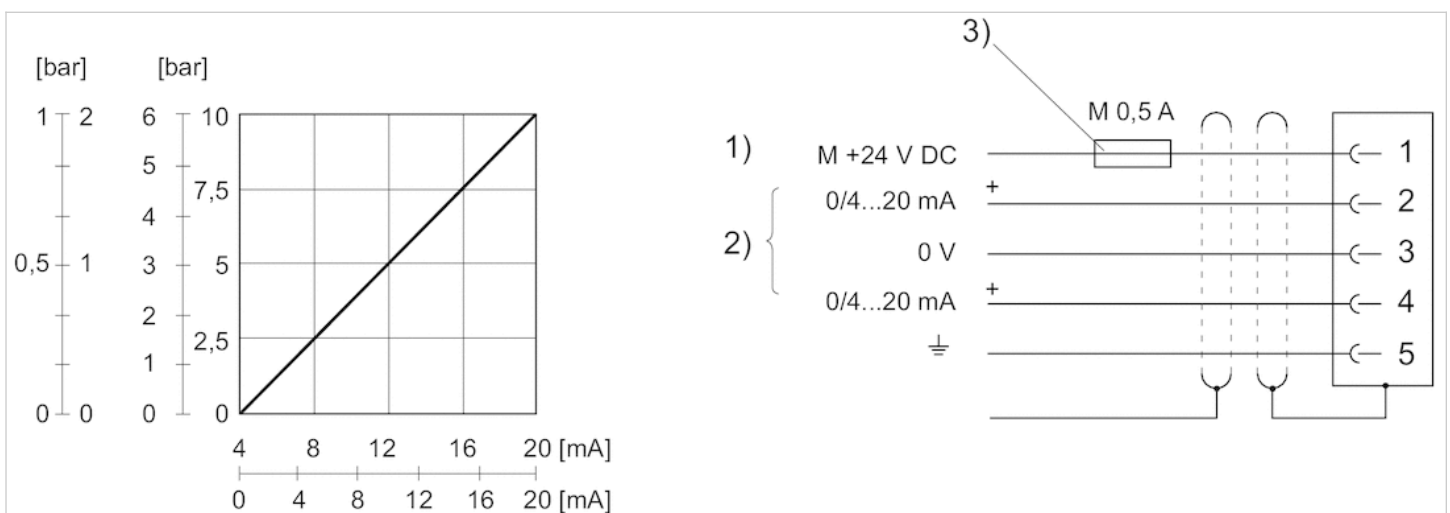 [bar] [bar]
1 2 6 10
5
7,5
4
0,5 1 3 5
2
2,5
1
0 0 0 0
4 8 12 16 20 [mA]
0 4 8 12 16 20 [mA]
3)
M 0,5 A
1) M +24 V DC 1
0/4...20 mA + 2
2)
0 V 3
0/4...20 mA + 4
5